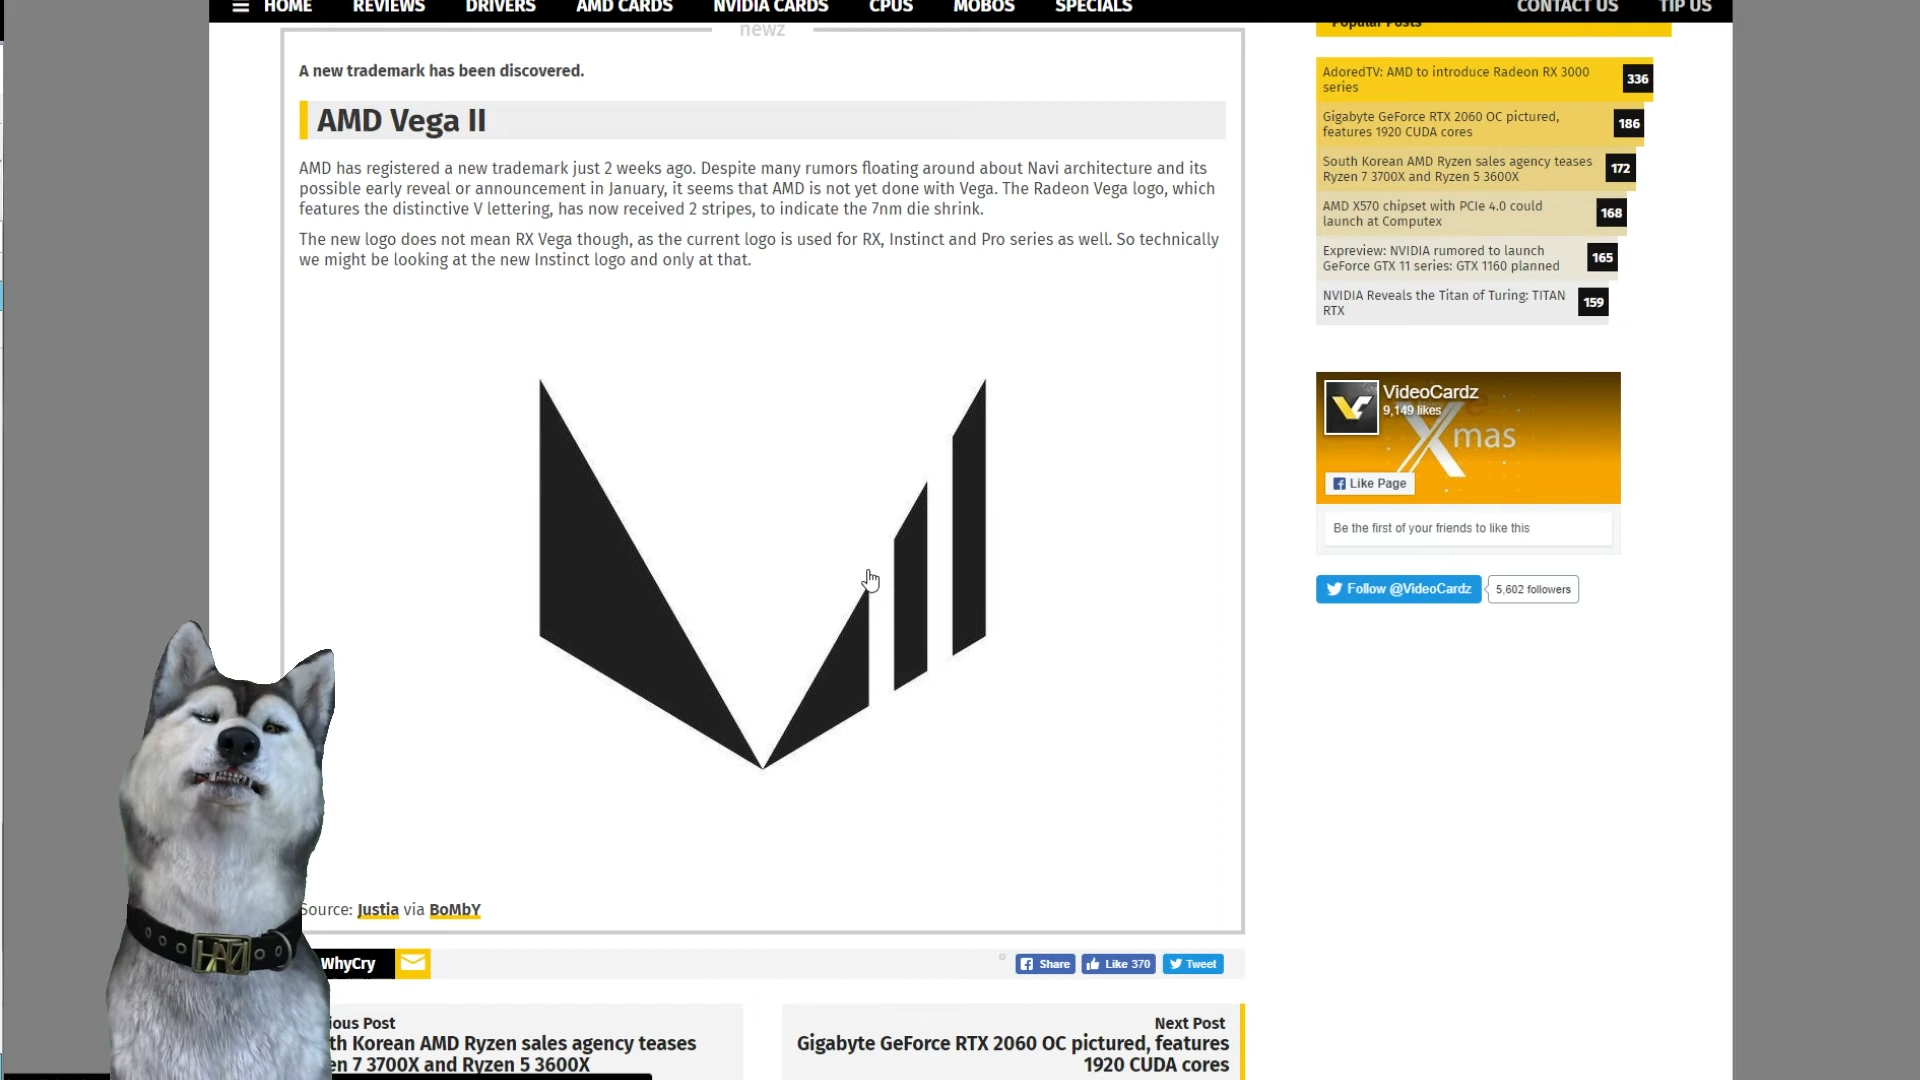 HOME REVIEWS DRIVERS AMD CARDS NVIDIA CARDS CPUS MOBOS SPECIALS CONTACT US TIP US
newz
A new trademark has been discovered.
AMD Vega II
AMD has registered a new trademark just 2 weeks ago. Despite many rumors floating around about Navi architecture and its
possible early reveal or announcement in January, it seems that AMD is not yet done with Vega. The Radeon Vega logo, which
features the distinctive V lettering, has now received 2 stripes, to indicate the 7nm die shrink.
The new logo does not mean RX Vega though, as the current logo is used for RX, Instinct and Pro series as well. So technically
we might be looking at the new Instinct logo and only at that.
Source: Justia via BoMbY
WhyCry
Share Like 370 Tweet
ious Post
th Korean AMD Ryzen sales agency teases
en 7 3700X and Ryzen 5 3600X
Next Post
Gigabyte GeForce RTX 2060 OC pictured, features
1920 CUDA cores
Popular Posts
AdoredTV: AMD to introduce Radeon RX 3000
series
336
Gigabyte GeForce RTX 2060 OC pictured,
features 1920 CUDA cores
186
South Korean AMD Ryzen sales agency teases
Ryzen 7 3700X and Ryzen 5 3600X
172
AMD X570 chipset with PCIe 4.0 could
launch at Computex
168
Expreview: NVIDIA rumored to launch
GeForce GTX 11 series: GTX 1160 planned
165
NVIDIA Reveals the Titan of Turing: TITAN
RTX
159
VideoCardz
9,149 likes
Xmas
Like Page
Be the first of your friends to like this
Follow @VideoCardz
5,602 followers